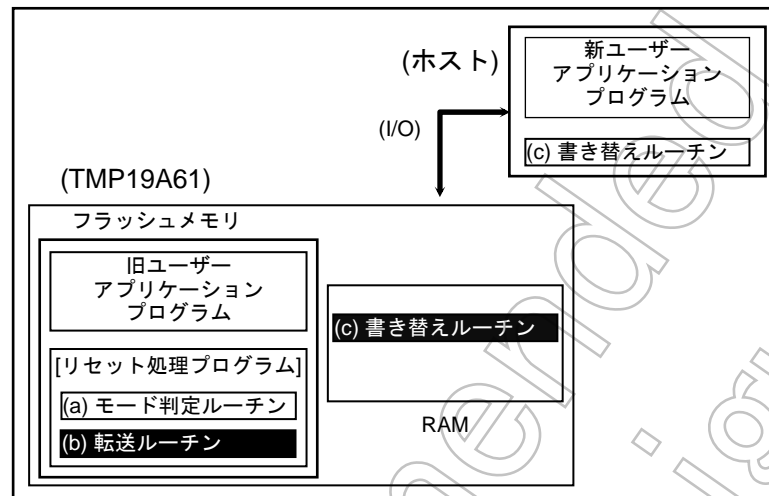 (ホスト)
新ユーザー
アプリケーション
プログラム
(I/O)
(c) 書き替えルーチン
(TMP19A61)
フラッシュメモリ
旧ユーザー
アプリケーション
プログラム
(c) 書き替えルーチン
[リセット処理プログラム]
(a) モード判定ルーチン
(b) 転送ルーチン
RAM